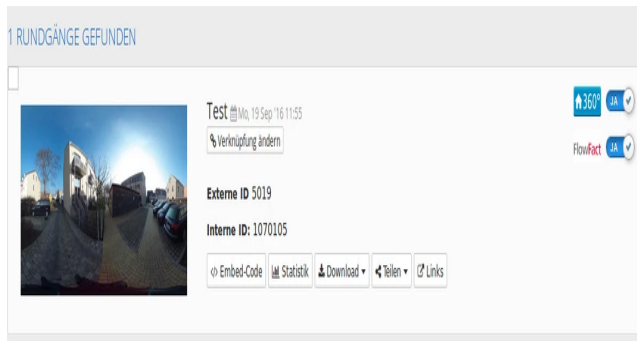 1 RUNDGÄNGE GEFUNDEN
Test Mo, 19 Sep '16 11:55
Verknüpfung ändern
Externe ID 5019
Interne ID: 1070105
Embed-Code Statistik Download Teilen Links
360° JA
FlowFact JA